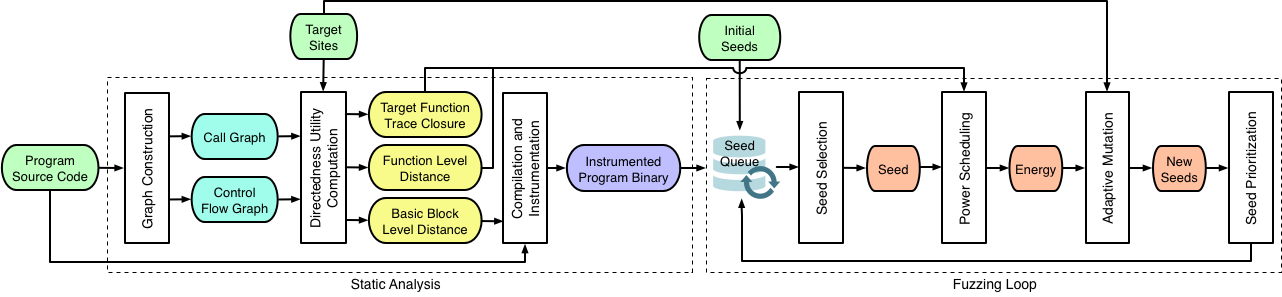 Target
Sites
Initial
Seeds
Program
Source Code
Graph Construction
Call Graph
Control
Flow Graph
Directedness Utility
Computation
Target Function
Trace Closure
Function Level
Distance
Basic Block
Level Distance
Compilation and
Instrumentation
Instrumented
Program Binary
Static Analysis
Seed
Queue
Seed Selection
Seed
Power Scheduling
Energy
Adaptive Mutation
New
Seeds
Seed Prioritization
Fuzzing Loop